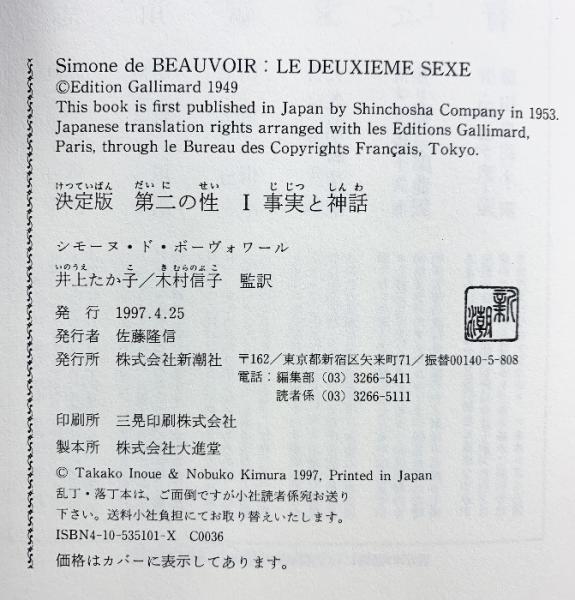 Simone de BEAUVOIR : LE DEUXIEME SEXE
©Edition Gallimard 1949
This book is first published in Japan by Shinchosha Company in 1953.
Japanese translation rights arranged with les Editions Gallimard,
Paris, through le Bureau des Copyrights Français, Tokyo.
けっていばん だいに せい じじつ しんわ
決定版 第二の性 I 事実と神話
シモーヌ・ド・ボーヴォワール
いのうえ こ きむらのぶこ
井上たか子／木村信子 監訳
発行 1997.4.25
発行者 佐藤隆信
発行所 株式会社新潮社 〒162／東京都新宿区矢来町71／振替00140-5-808
電話：編集部（03）3266-5411
読者係（03）3266-5111
新潮
印刷所 三晃印刷株式会社
製本所 株式会社大進堂
© Takako Inoue & Nobuko Kimura 1997, Printed in Japan
乱丁・落丁本は、ご面倒ですが小社読者係宛お送り
下さい。送料小社負担にてお取り替えいたします。
ISBN4-10-535101-X C0036
価格はカバーに表示してあります。